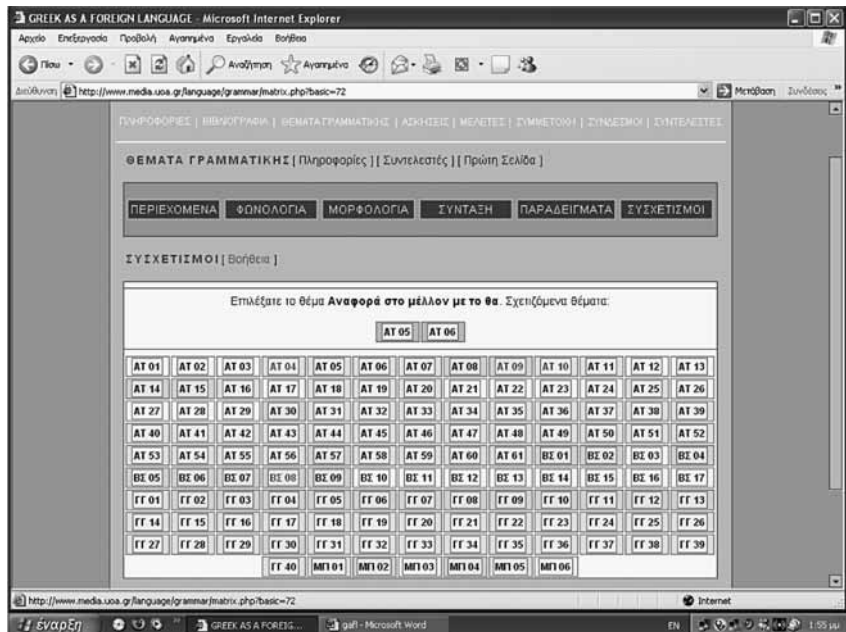 GREEK AS A FOREIGN LANGUAGE - Microsoft Internet Explorer
Αρχείο Επεξεργασία Προβολή Αγαπημένα Εργαλεία Βοήθεια
Πίσω Αναζήτηση Αγαπημένα
Διεύθυνση http://www.media.uoa.gr/language/grammar/matrix.php?basic=72 Μετάβαση Συνδέσεις
ΠΛΗΡΟΦΟΡΙΕΣ | ΒΙΒΛΙΟΓΡΑΦΙΑ | ΘΕΜΑΤΑ ΓΡΑΜΜΑΤΙΚΗΣ | ΑΣΚΗΣΕΙΣ | ΜΕΛΕΤΕΣ | ΣΥΜΜΕΤΟΧΗ | ΣΥΝΔΕΣΜΟΙ | ΣΥΝΤΕΛΕΣΤΕΣ
ΘΕΜΑΤΑ ΓΡΑΜΜΑΤΙΚΗΣ [ Πληροφορίες ] [ Συντελεστές ] [ Πρώτη Σελίδα ]
ΠΕΡΙΕΧΟΜΕΝΑ ΦΩΝΟΛΟΓΙΑ ΜΟΡΦΟΛΟΓΙΑ ΣΥΝΤΑΞΗ ΠΑΡΑΔΕΙΓΜΑΤΑ ΣΥΣΧΕΤΙΣΜΟΙ
ΣΥΣΧΕΤΙΣΜΟΙ [ Βοήθεια ]
Επιλέξατε το θέμα Αναφορά στο μέλλον με το θα. Σχετιζόμενα θέματα:
ΑΤ 05 ΑΤ 06
ΑΤ 01 ΑΤ 02 ΑΤ 03 ΑΤ 04 ΑΤ 05 ΑΤ 06 ΑΤ 07 ΑΤ 08 ΑΤ 09 ΑΤ 10 ΑΤ 11 ΑΤ 12 ΑΤ 13
ΑΤ 14 ΑΤ 15 ΑΤ 16 ΑΤ 17 ΑΤ 18 ΑΤ 19 ΑΤ 20 ΑΤ 21 ΑΤ 22 ΑΤ 23 ΑΤ 24 ΑΤ 25 ΑΤ 26
ΑΤ 27 ΑΤ 28 ΑΤ 29 ΑΤ 30 ΑΤ 31 ΑΤ 32 ΑΤ 33 ΑΤ 34 ΑΤ 35 ΑΤ 36 ΑΤ 37 ΑΤ 38 ΑΤ 39
ΑΤ 40 ΑΤ 41 ΑΤ 42 ΑΤ 43 ΑΤ 44 ΑΤ 45 ΑΤ 46 ΑΤ 47 ΑΤ 48 ΑΤ 49 ΑΤ 50 ΑΤ 51 ΑΤ 52
ΑΤ 53 ΑΤ 54 ΑΤ 55 ΑΤ 56 ΑΤ 57 ΑΤ 58 ΑΤ 59 ΑΤ 60 ΑΤ 61 ΒΣ 01 ΒΣ 02 ΒΣ 03 ΒΣ 04
ΒΣ 05 ΒΣ 06 ΒΣ 07 ΒΣ 08 ΒΣ 09 ΒΣ 10 ΒΣ 11 ΒΣ 12 ΒΣ 13 ΒΣ 14 ΒΣ 15 ΒΣ 16 ΒΣ 17
ΓΓ 01 ΓΓ 02 ΓΓ 03 ΓΓ 04 ΓΓ 05 ΓΓ 06 ΓΓ 07 ΓΓ 08 ΓΓ 09 ΓΓ 10 ΓΓ 11 ΓΓ 12 ΓΓ 13
ΓΓ 14 ΓΓ 15 ΓΓ 16 ΓΓ 17 ΓΓ 18 ΓΓ 19 ΓΓ 20 ΓΓ 21 ΓΓ 22 ΓΓ 23 ΓΓ 24 ΓΓ 25 ΓΓ 26
ΓΓ 27 ΓΓ 28 ΓΓ 29 ΓΓ 30 ΓΓ 31 ΓΓ 32 ΓΓ 33 ΓΓ 34 ΓΓ 35 ΓΓ 36 ΓΓ 37 ΓΓ 38 ΓΓ 39
ΓΓ 40 ΜΠ 01 ΜΠ 02 ΜΠ 03 ΜΠ 04 ΜΠ 05 ΜΠ 06
http://www.media.uoa.gr/language/grammar/matrix.php?basic=72 Internet
έναρξη GREEK AS A FOREIG... gafl - Microsoft Word EN 1:55 μμ